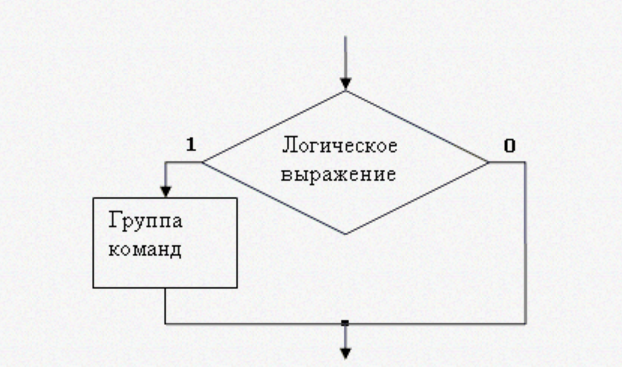 Логическое
выражение
1
0
Группа
команд